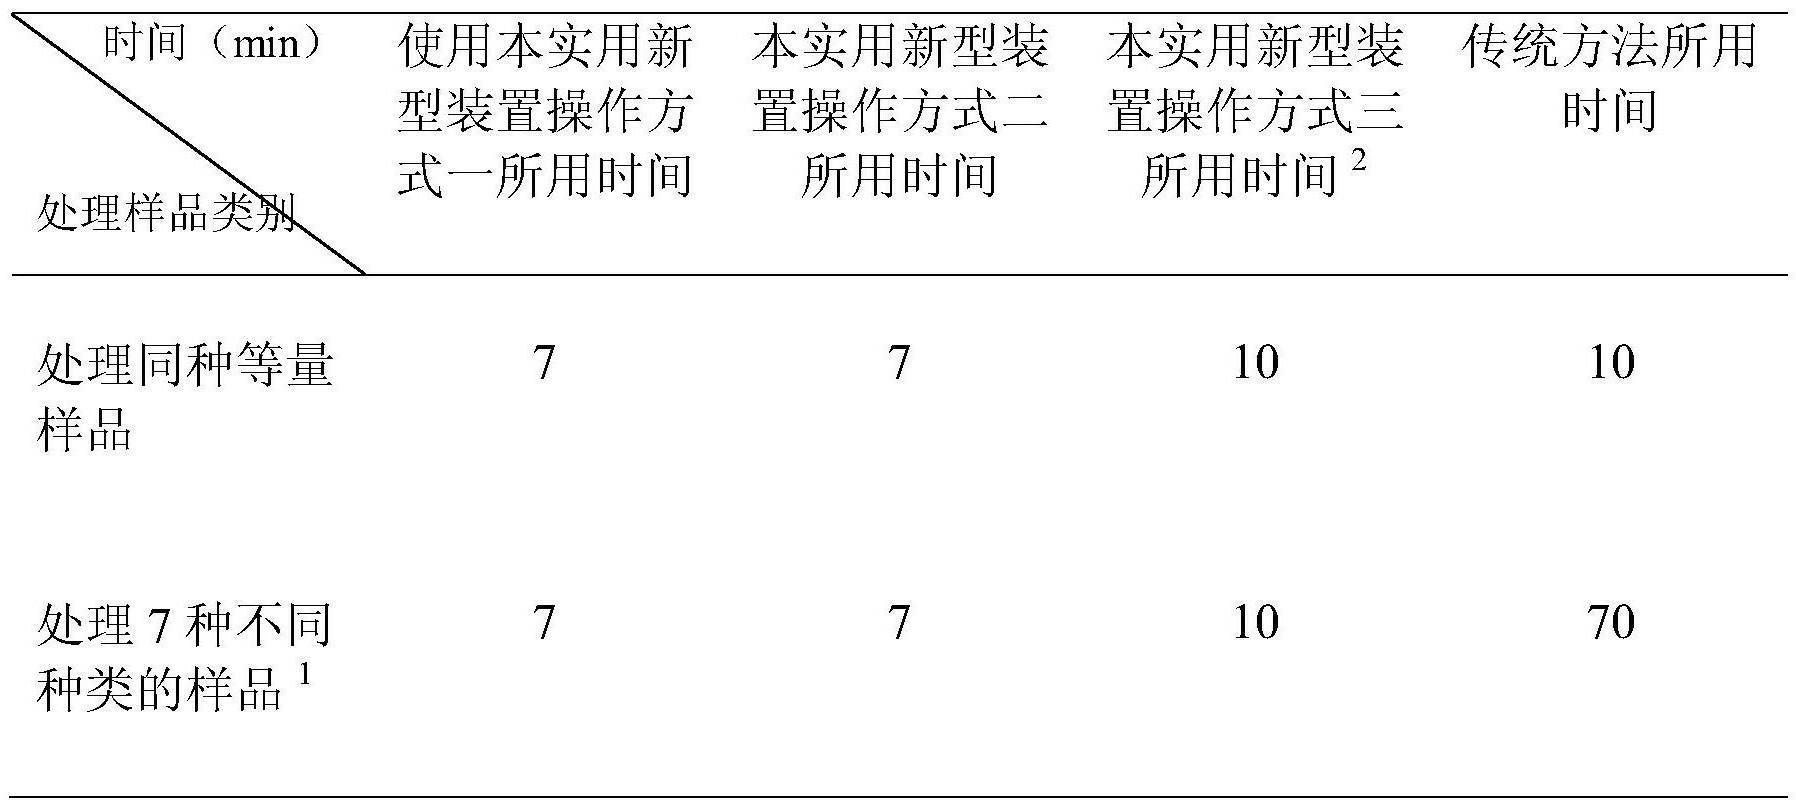 时间（min）
处理样品类别
使用本实用新
型装置操作方
式一所用时间
本实用新型装
置操作方式二
所用时间
本实用新型装
置操作方式三
所用时间2
传统方法所用
时间
处理同种等量
样品
7
7
10
10
处理 7 种不同
种类的样品1
7
7
10
70